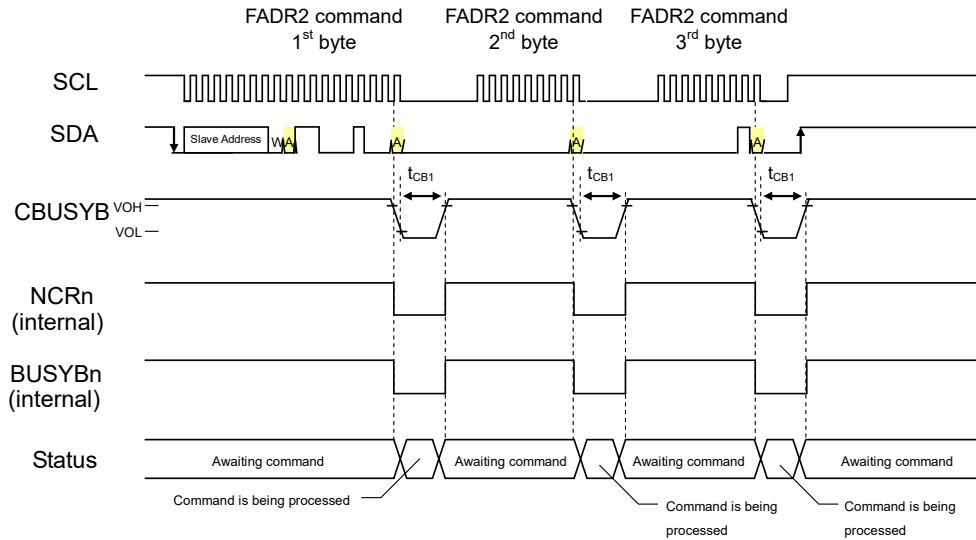 FADR2 command
1st byte
FADR2 command
2nd byte
FADR2 command
3rd byte
SCL
SDA
Slave Address
W
A
A
A
A
tCB1
tCB1
tCB1
CBUSYB
VOH
VOL
NCRn
(internal)
BUSYBn
(internal)
Status
Awaiting command
Awaiting command
Awaiting command
Awaiting command
Command is being processed
Command is being
processed
Command is being
processed